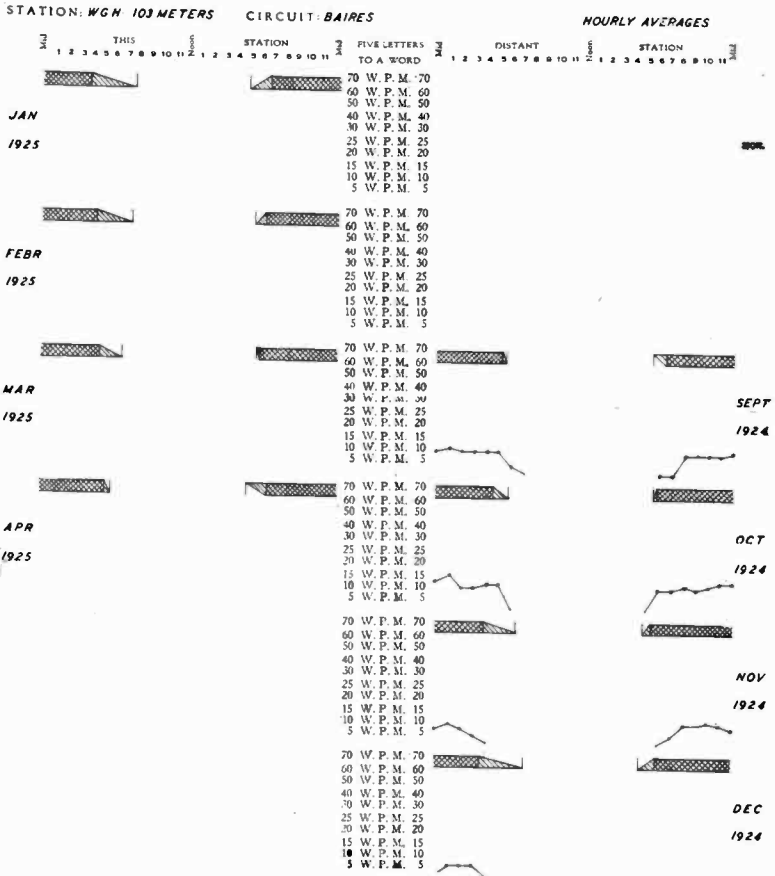 STATION: WGH 103 METERS CIRCUIT: BAIRES HOURLY AVERAGES
Mid THIS Noon STATION Mid FIVE LETTERS DISTANT Noon STATION Mid
1 2 3 4 5 6 7 8 9 10 11 1 2 3 4 5 6 7 8 9 10 11 TO A WORD 1 2 3 4 5 6 7 8 9 10 11 1 2 3 4 5 6 7 8 9 10 11
70 W. P. M. 70
60 W. P. M. 60
50 W. P. M. 50
JAN 40 W. P. M. 40
30 W. P. M. 30
1925 25 W. P. M. 25
20 W. P. M. 20
15 W. P. M. 15
10 W. P. M. 10
5 W. P. M. 5
70 W. P. M. 70
60 W. P. M. 60
50 W. P. M. 50
FEBR 40 W. P. M. 40
30 W. P. M. 30
1925 25 W. P. M. 25
20 W. P. M. 20
15 W. P. M. 15
10 W. P. M. 10
5 W. P. M. 5
70 W. P. M. 70
60 W. P. M. 60
50 W. P. M. 50
MAR 40 W. P. M. 40
30 W. P. M. 30 SEPT
1925 25 W. P. M. 25
20 W. P. M. 20 1924
15 W. P. M. 15
10 W. P. M. 10
5 W. P. M. 5
70 W. P. M. 70
60 W. P. M. 60
50 W. P. M. 50
APR 40 W. P. M. 40
30 W. P. M. 30 OCT
1925 25 W. P. M. 25
20 W. P. M. 20 1924
15 W. P. M. 15
10 W. P. M. 10
5 W. P. M. 5
70 W. P. M. 70
60 W. P. M. 60
50 W. P. M. 50
40 W. P. M. 40
30 W. P. M. 30 NOV
25 W. P. M. 25
20 W. P. M. 20 1924
15 W. P. M. 15
10 W. P. M. 10
5 W. P. M. 5
70 W. P. M. 70
60 W. P. M. 60
50 W. P. M. 50
40 W. P. M. 40
30 W. P. M. 30 DEC
25 W. P. M. 25
20 W. P. M. 20 1924
15 W. P. M. 15
10 W. P. M. 10
5 W. P. M. 5